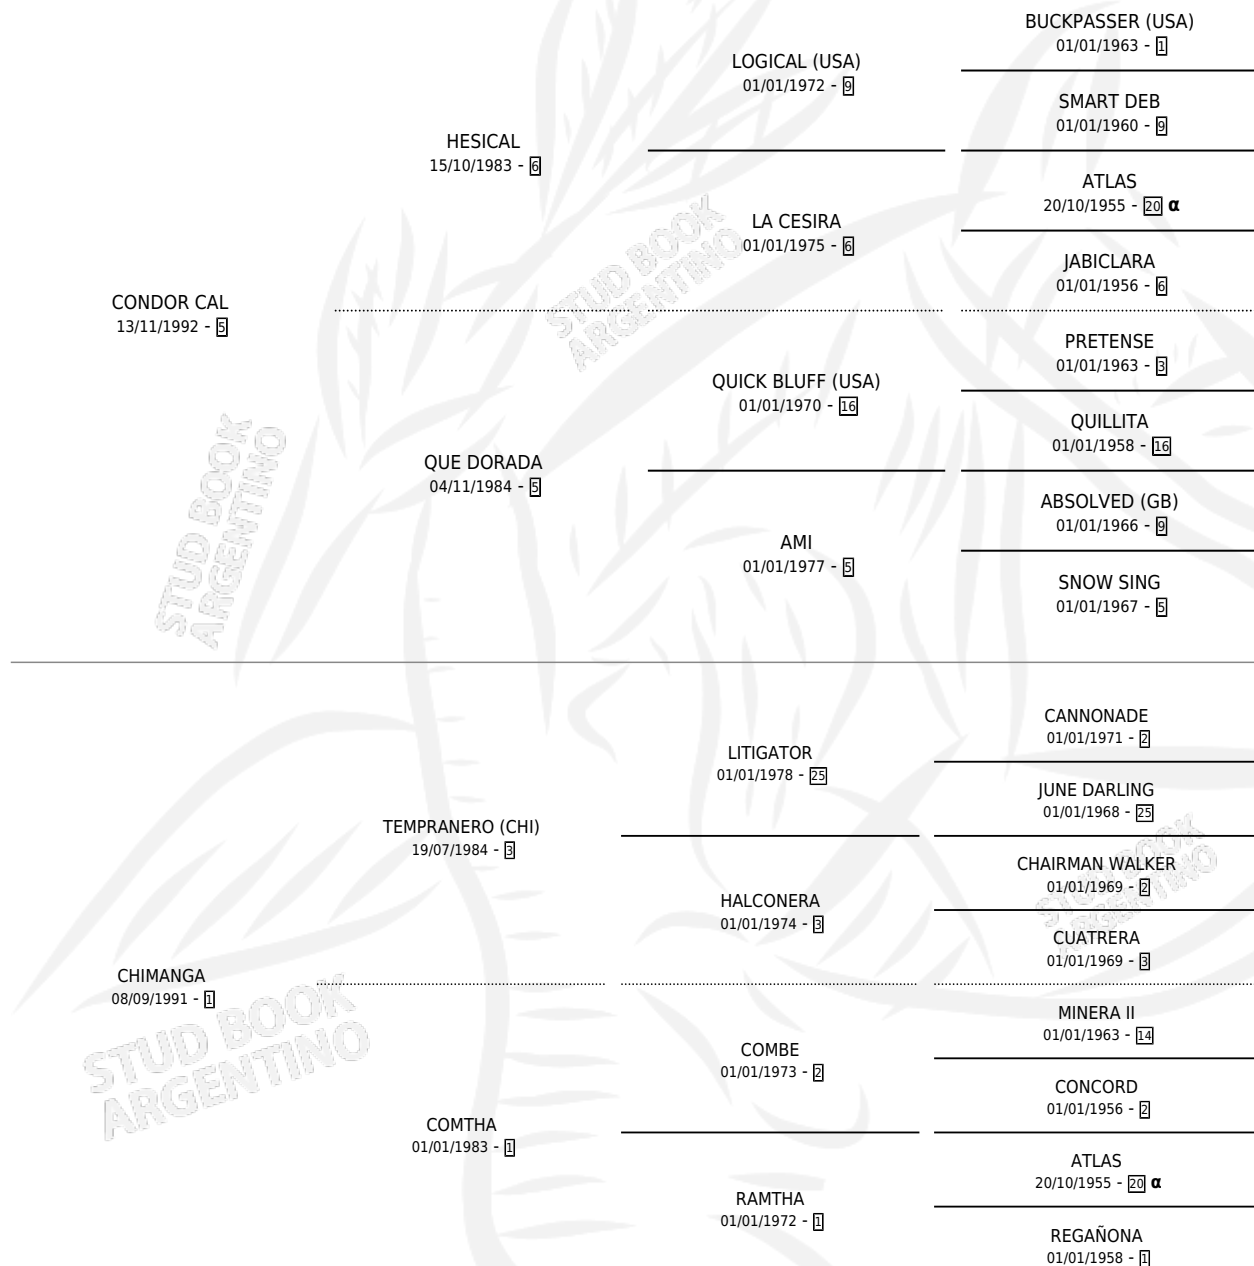 BUCKPASSER (USA)
01/01/1963 - 1
LOGICAL (USA)
01/01/1972 - 9
SMART DEB
01/01/1960 - 9
HESICAL
15/10/1983 - 6
ATLAS
20/10/1955 - 20 α
LA CESIRA
01/01/1975 - 6
JABICLARA
01/01/1956 - 6
CONDOR CAL
13/11/1992 - 5
PRETENSE
01/01/1963 - 3
QUICK BLUFF (USA)
01/01/1970 - 16
QUILLITA
01/01/1958 - 16
QUE DORADA
04/11/1984 - 5
ABSOLVED (GB)
01/01/1966 - 9
AMI
01/01/1977 - 5
SNOW SING
01/01/1967 - 5
CANNONADE
01/01/1971 - 2
LITIGATOR
01/01/1978 - 25
JUNE DARLING
01/01/1968 - 25
TEMPRANERO (CHI)
19/07/1984 - 3
CHAIRMAN WALKER
01/01/1969 - 2
HALCONERA
01/01/1974 - 3
CUATRERA
01/01/1969 - 3
CHIMANGA
08/09/1991 - 1
MINERA II
01/01/1963 - 14
COMBE
01/01/1973 - 2
CONCORD
01/01/1956 - 2
COMTHA
01/01/1983 - 1
ATLAS
20/10/1955 - 20 α
RAMTHA
01/01/1972 - 1
REGAÑONA
01/01/1958 - 1
STUD BOOK
ARGENTINO
STUD BOOK
ARGENTINO
STUD BOOK
ARGENTINO
STUD BOOK
ARGENTINO